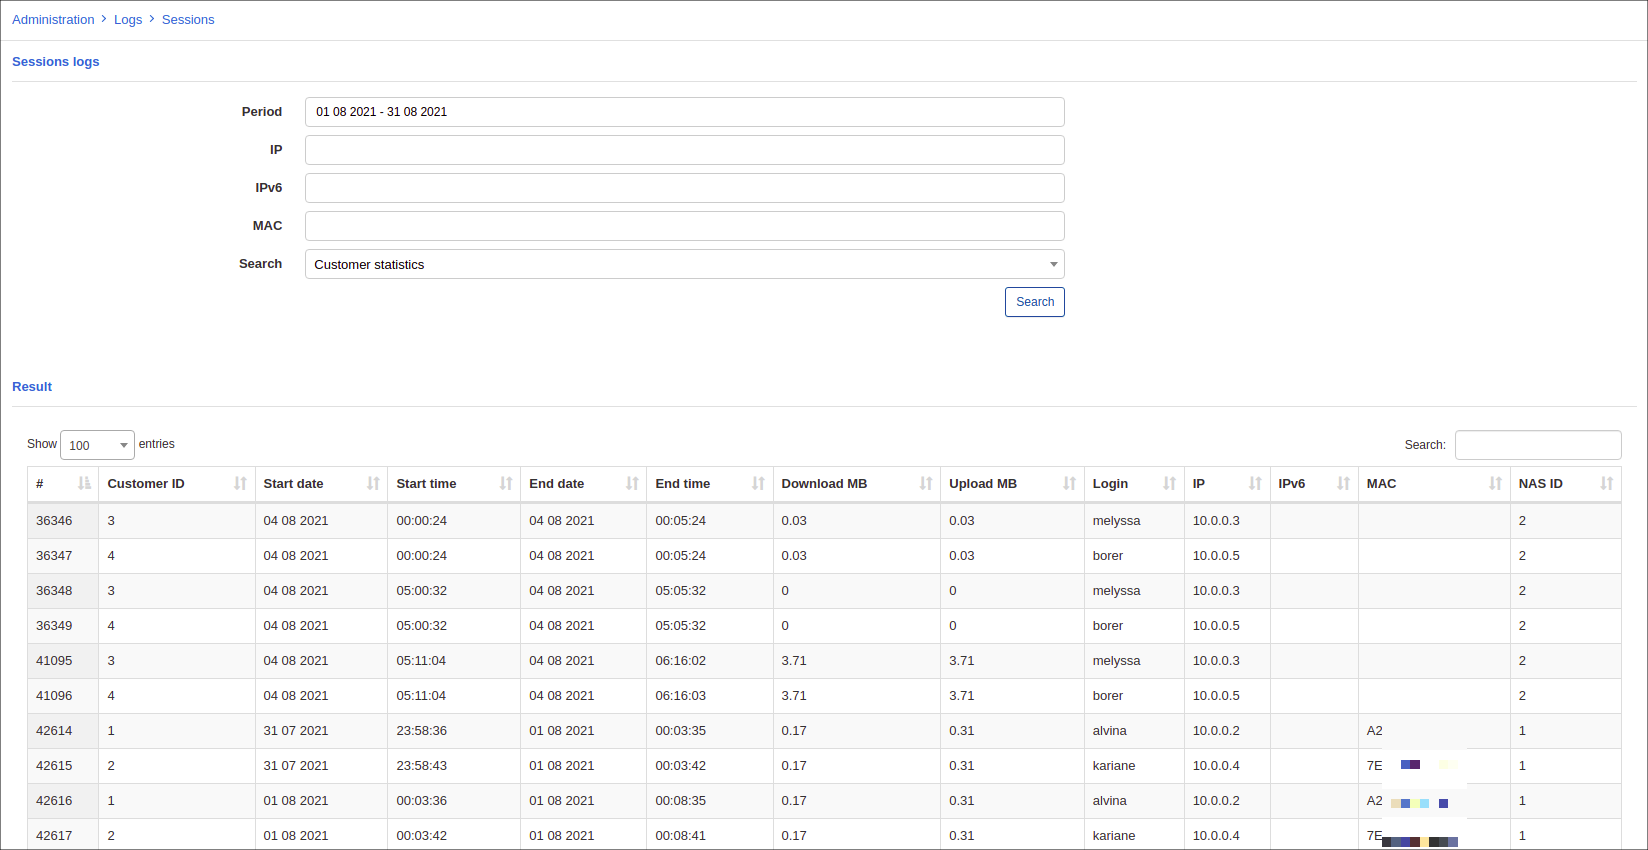 Administration > Logs > Sessions
Sessions logs
Period 01 08 2021 - 31 08 2021
IP
IPv6
MAC
Search Customer statistics
Search
Result
Show 100 entries Search:
# Customer ID Start date Start time End date End time Download MB Upload MB Login IP IPv6 MAC NAS ID
36346 3 04 08 2021 00:00:24 04 08 2021 00:05:24 0.03 0.03 melyssa 10.0.0.3 2
36347 4 04 08 2021 00:00:24 04 08 2021 00:05:24 0.03 0.03 borer 10.0.0.5 2
36348 3 04 08 2021 05:00:32 04 08 2021 05:05:32 0 0 melyssa 10.0.0.3 2
36349 4 04 08 2021 05:00:32 04 08 2021 05:05:32 0 0 borer 10.0.0.5 2
41095 3 04 08 2021 05:11:04 04 08 2021 06:16:02 3.71 3.71 melyssa 10.0.0.3 2
41096 4 04 08 2021 05:11:04 04 08 2021 06:16:03 3.71 3.71 borer 10.0.0.5 2
42614 1 31 07 2021 23:58:36 01 08 2021 00:03:35 0.17 0.31 alvina 10.0.0.2 A2 1
42615 2 31 07 2021 23:58:43 01 08 2021 00:03:42 0.17 0.31 kariane 10.0.0.4 7E 1
42616 1 01 08 2021 00:03:36 01 08 2021 00:08:35 0.17 0.31 alvina 10.0.0.2 A2 1
42617 2 01 08 2021 00:03:42 01 08 2021 00:08:41 0.17 0.31 kariane 10.0.0.4 7E 1